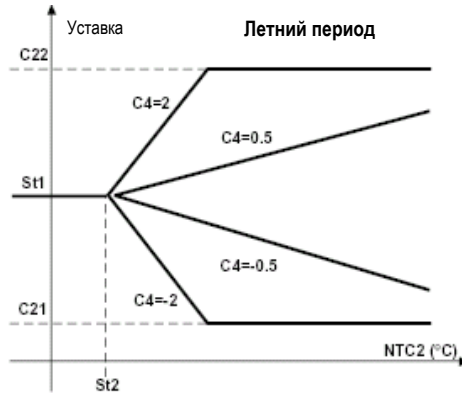 Уставка
Летний период
C22
C4=2
C4=0.5
St1
C4=-0.5
C4=-2
C21
NTC2 (°C)
St2